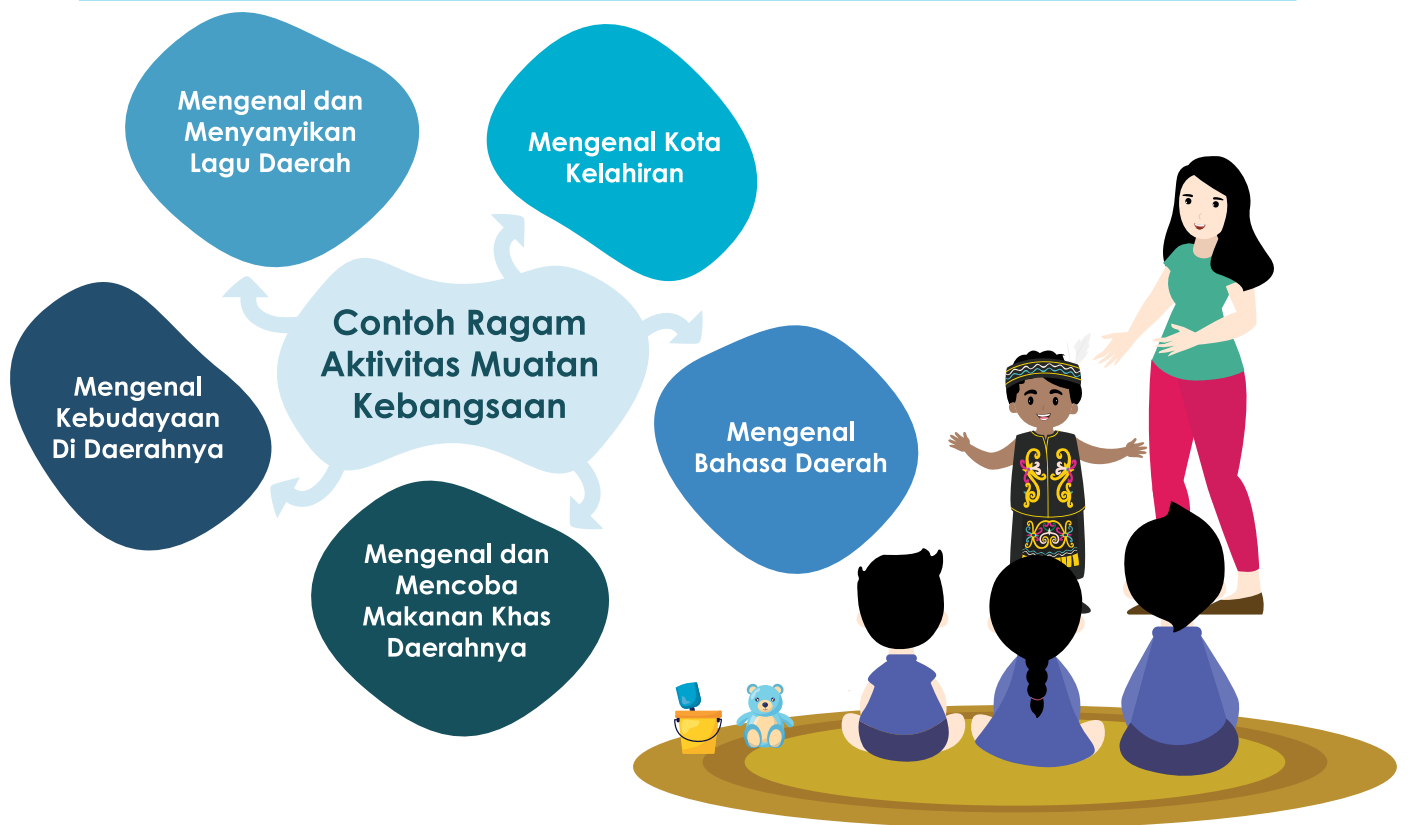 Mengenal dan
Menyanyikan
Lagu Daerah
Mengenal Kota
Kelahiran
Contoh Ragam
Aktivitas Muatan
Kebangsaan
Mengenal
Kebudayaan
Di Daerahnya
Mengenal
Bahasa Daerah
Mengenal dan
Mencoba
Makanan Khas
Daerahnya